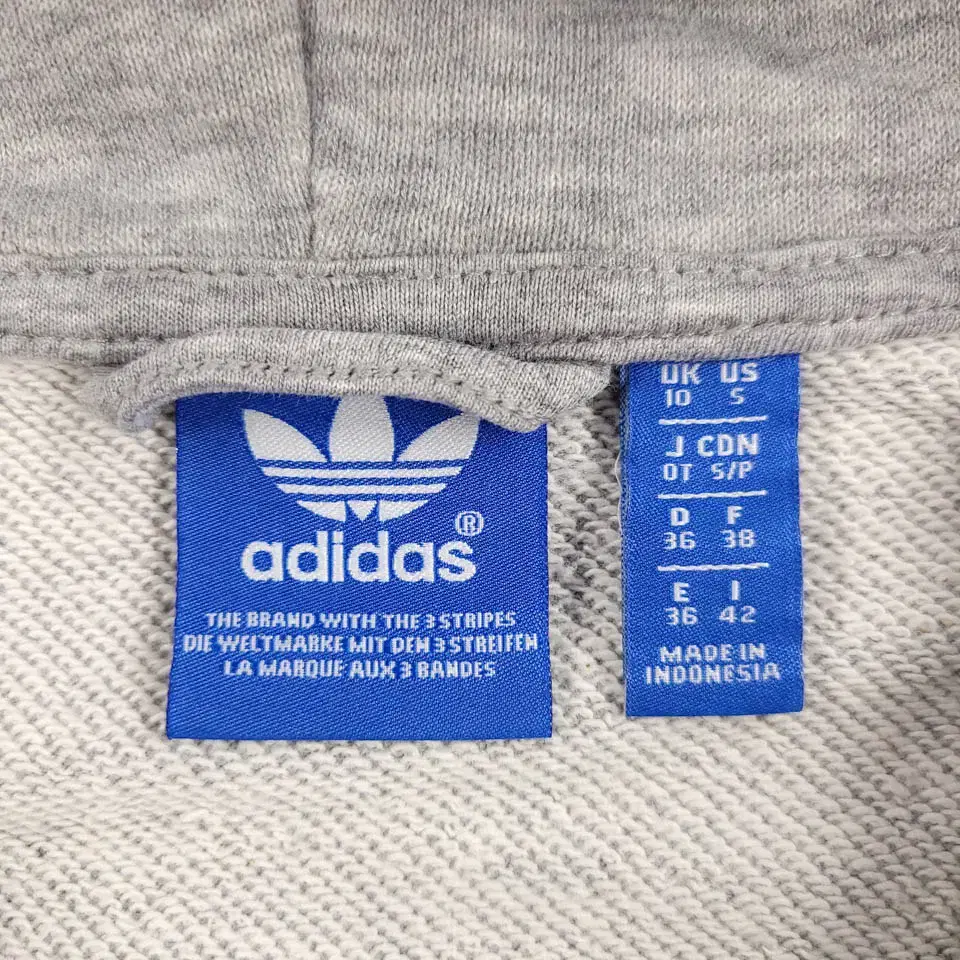 adidas®
THE BRAND WITH THE 3 STRIPES
DIE WELTMARKE MIT DEN 3 STREIFEN
LA MARQUE AUX 3 BANDES
UK US
10 S
J CDN
OT S/P
D F
36 38
E I
36 42
MADE IN
INDONESIA